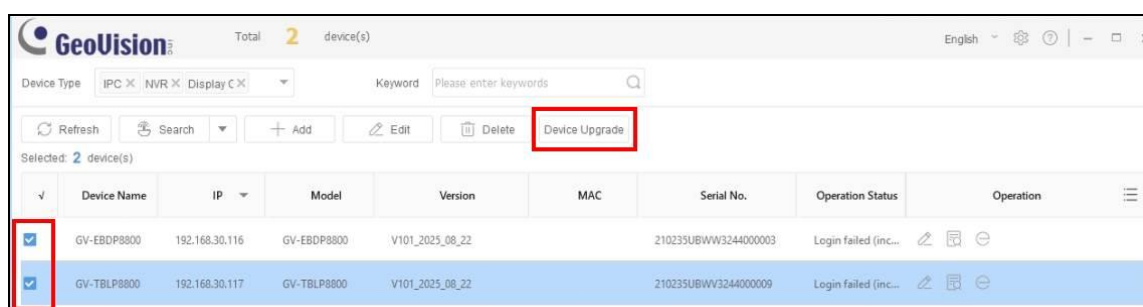 GeoVision
Total 2 device(s)
English
Device Type IPC × NVR × Display C × Keyword Please enter keywords
Refresh Search + Add Edit Delete Device Upgrade
Selected: 2 device(s)
√ Device Name IP Model Version MAC Serial No. Operation Status Operation
GV-EBDP8800 192.168.30.116 GV-EBDP8800 V101_2025_08_22 210235UBWW3244000003 Login failed (inc...
GV-TBLP8800 192.168.30.117 GV-TBLP8800 V101_2025_08_22 210235UBWV3244000009 Login failed (inc...